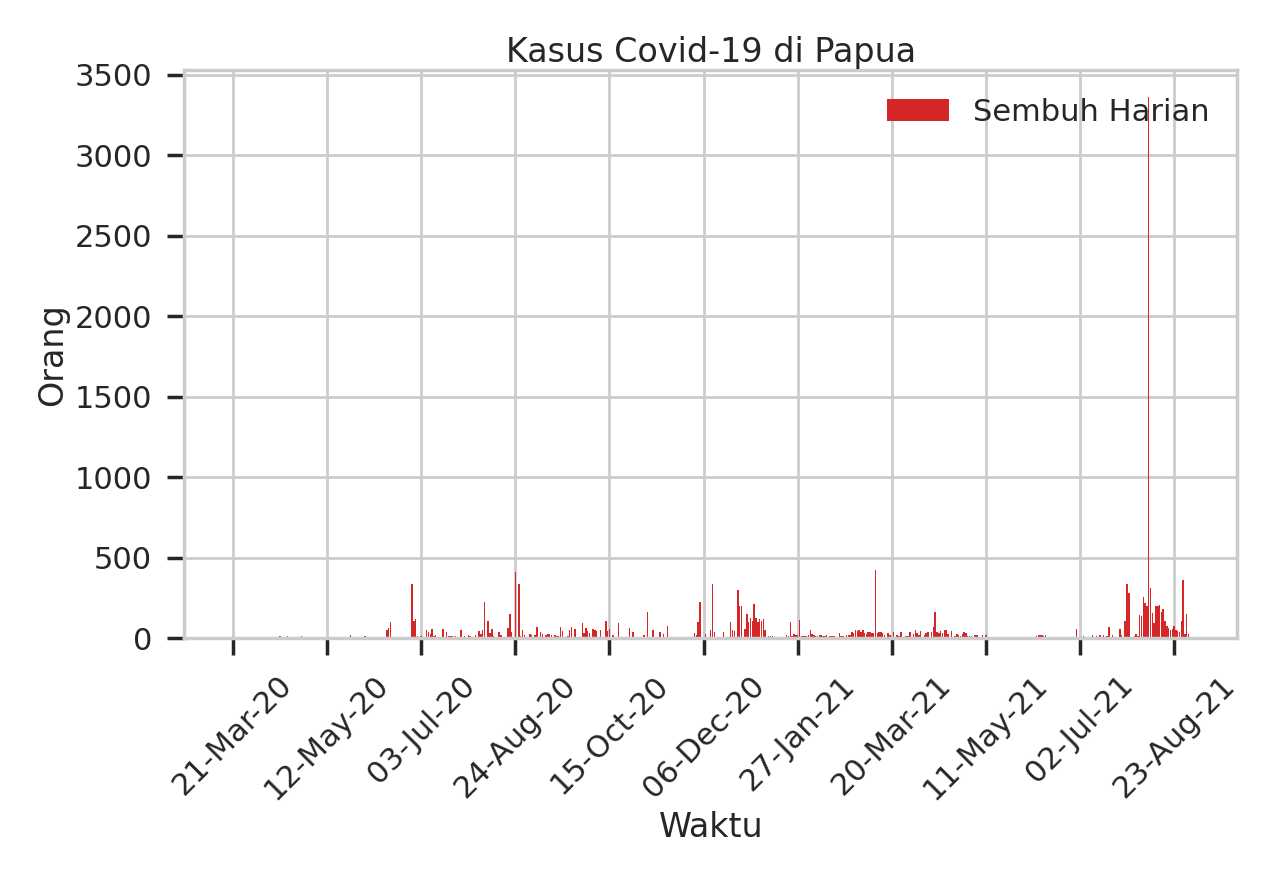 Kasus Covid-19 di Papua
Sembuh Harian
Orang
3500
3000
2500
2000
1500
1000
500
0
21-Mar-20
12-May-20
03-Jul-20
24-Aug-20
15-Oct-20
06-Dec-20
27-Jan-21
20-Mar-21
11-May-21
02-Jul-21
23-Aug-21
Waktu